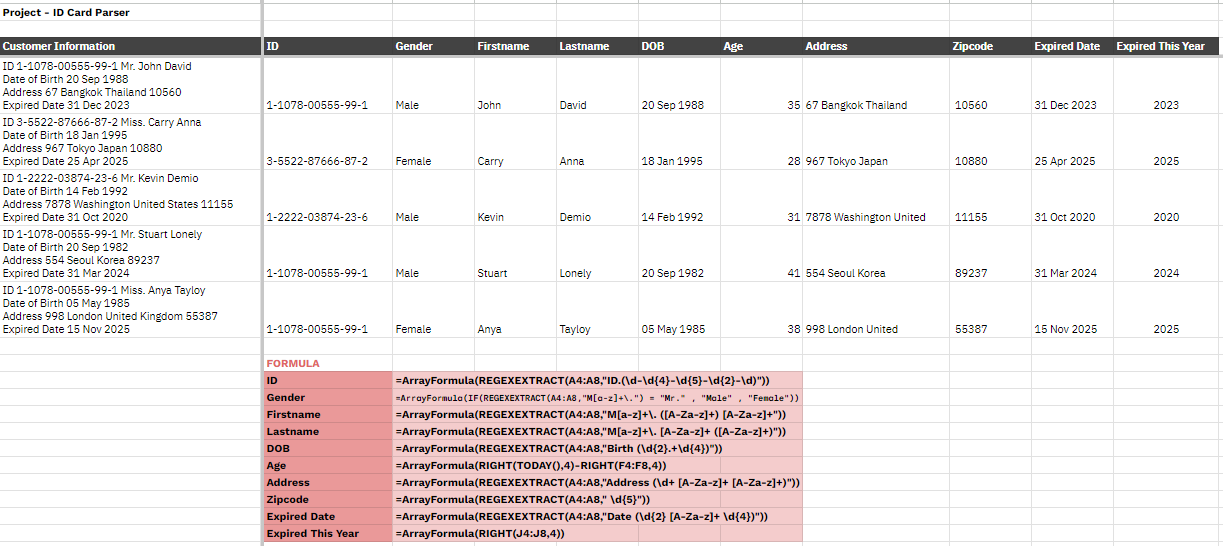 Project - ID Card Parser
Customer Information ID Gender Firstname Lastname DOB Age Address Zipcode Expired Date Expired This Year
ID 1-1078-00555-99-1 Mr. John David
Date of Birth 20 Sep 1988
Address 67 Bangkok Thailand 10560
Expired Date 31 Dec 2023 1-1078-00555-99-1 Male John David 20 Sep 1988 35 67 Bangkok Thailand 10560 31 Dec 2023 2023
ID 3-5522-87666-87-2 Miss. Carry Anna
Date of Birth 18 Jan 1995
Address 967 Tokyo Japan 10880
Expired Date 25 Apr 2025 3-5522-87666-87-2 Female Carry Anna 18 Jan 1995 28 967 Tokyo Japan 10880 25 Apr 2025 2025
ID 1-2222-03874-23-6 Mr. Kevin Demio
Date of Birth 14 Feb 1992
Address 7878 Washington United States 11155
Expired Date 31 Oct 2020 1-2222-03874-23-6 Male Kevin Demio 14 Feb 1992 31 7878 Washington United 11155 31 Oct 2020 2020
ID 1-1078-00555-99-1 Mr. Stuart Lonely
Date of Birth 20 Sep 1982
Address 554 Seoul Korea 89237
Expired Date 31 Mar 2024 1-1078-00555-99-1 Male Stuart Lonely 20 Sep 1982 41 554 Seoul Korea 89237 31 Mar 2024 2024
ID 1-1078-00555-99-1 Miss. Anya Tayloy
Date of Birth 05 May 1985
Address 998 London United Kingdom 55387
Expired Date 15 Nov 2025 1-1078-00555-99-1 Female Anya Tayloy 05 May 1985 38 998 London United 55387 15 Nov 2025 2025
FORMULA
ID =ArrayFormula(REGEXEXTRACT(A4:A8,"ID.(\d-\d{4}-\d{5}-\d{2}-\d)"))
Gender =ArrayFormula(IF(REGEXEXTRACT(A4:A8,"M[a-z]+\.") = "Mr." , "Male" , "Female"))
Firstname =ArrayFormula(REGEXEXTRACT(A4:A8,"M[a-z]+\. ([A-Za-z]+) [A-Za-z]+"))
Lastname =ArrayFormula(REGEXEXTRACT(A4:A8,"M[a-z]+\. [A-Za-z]+ ([A-Za-z]+)"))
DOB =ArrayFormula(REGEXEXTRACT(A4:A8,"Birth (\d{2}.+\d{4})"))
Age =ArrayFormula(RIGHT(TODAY(),4)-RIGHT(F4:F8,4))
Address =ArrayFormula(REGEXEXTRACT(A4:A8,"Address (\d+ [A-Za-z]+ [A-Za-z]+)"))
Zipcode =ArrayFormula(REGEXEXTRACT(A4:A8," \d{5}"))
Expired Date =ArrayFormula(REGEXEXTRACT(A4:A8,"Date (\d{2} [A-Za-z]+ \d{4})"))
Expired This Year =ArrayFormula(RIGHT(J4:J8,4))